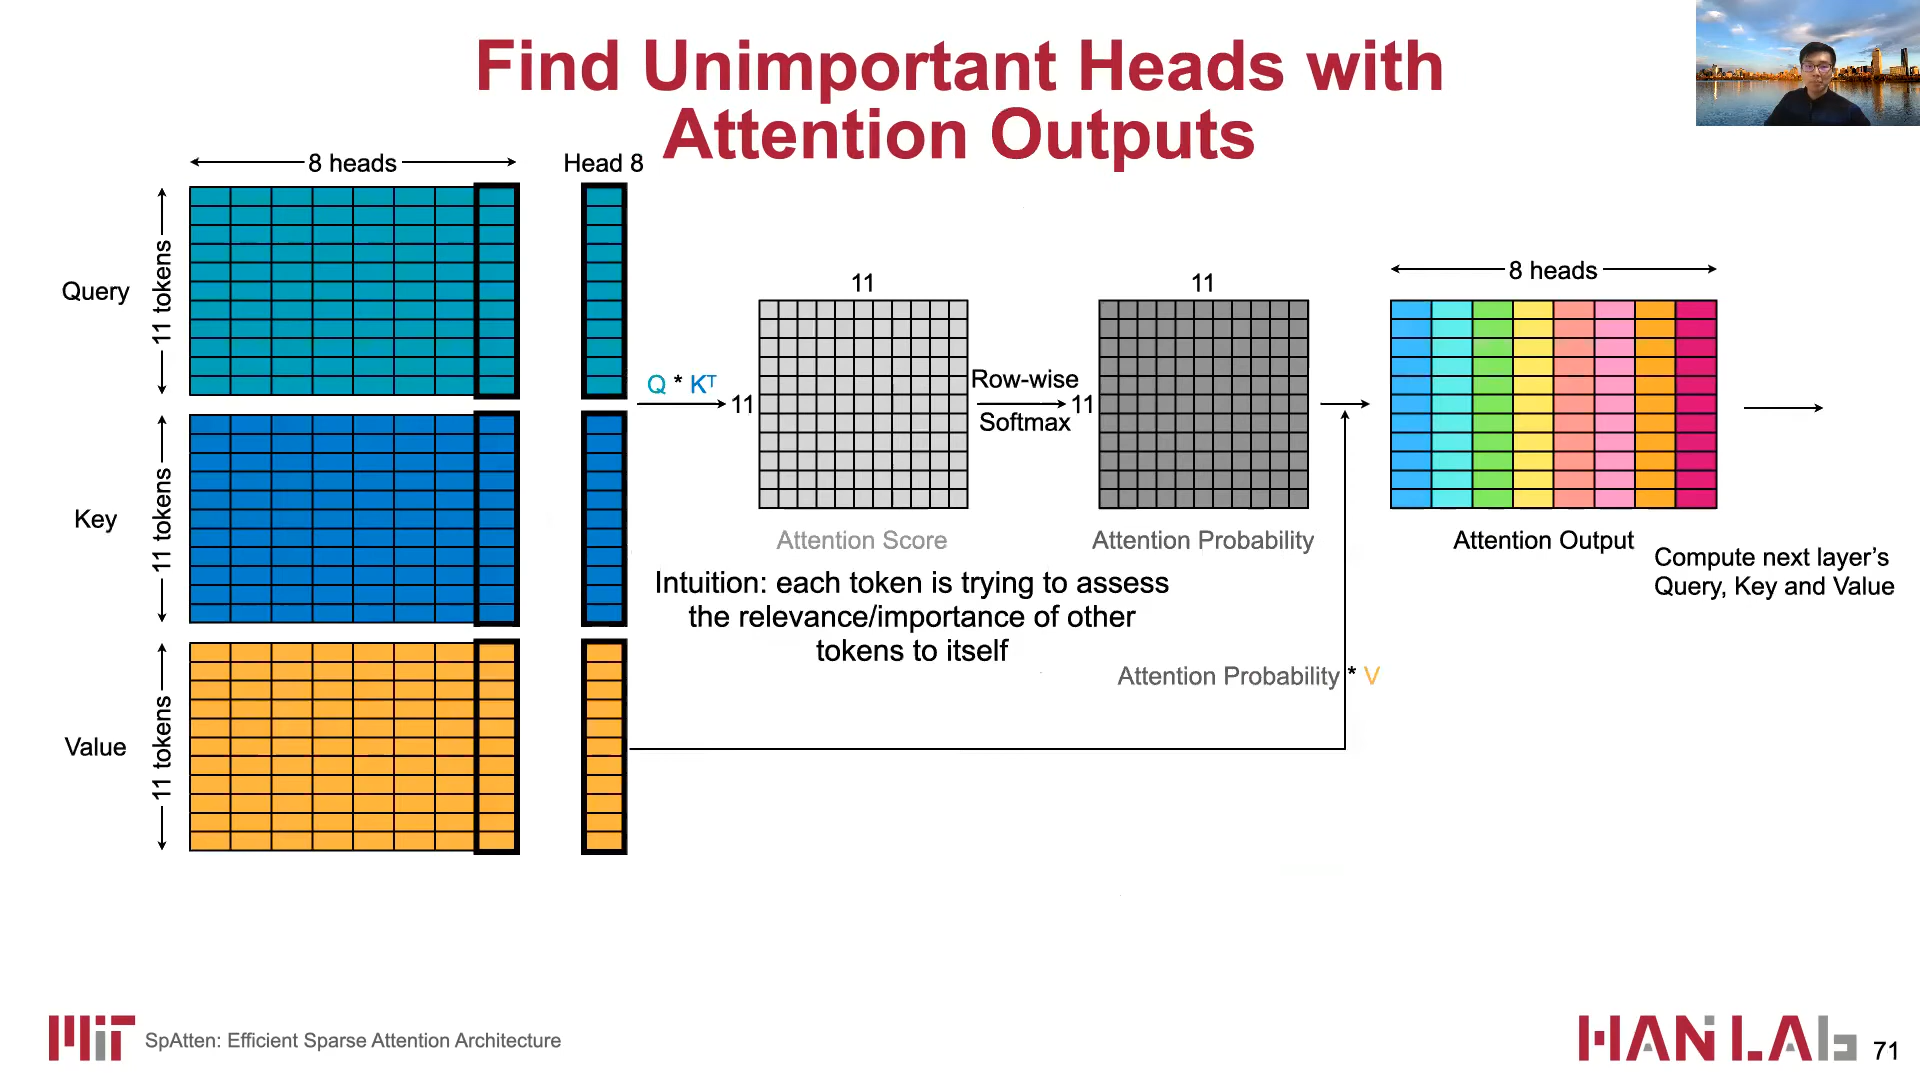 Find Unimportant Heads with
Attention Outputs
8 heads
Head 8
Query
11 tokens
Key
11 tokens
Value
11 tokens
Q * Kᵀ
11
11
Attention Score
Row-wise
Softmax
11
11
Attention Probability
8 heads
Attention Output
Compute next layer's
Query, Key and Value
Intuition: each token is trying to assess
the relevance/importance of other
tokens to itself
Attention Probability * V
MIT
SpAtten: Efficient Sparse Attention Architecture
HAN LAb
71